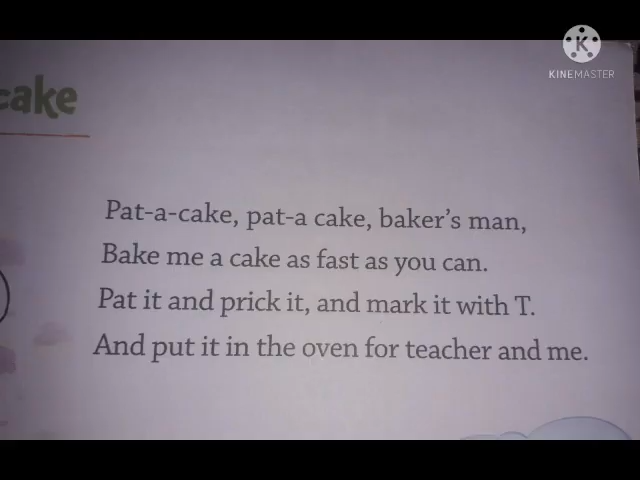 KINEMASTER
cake
Pat-a-cake, pat-a cake, baker's man,
Bake me a cake as fast as you can.
Pat it and prick it, and mark it with T.
And put it in the oven for teacher and me.